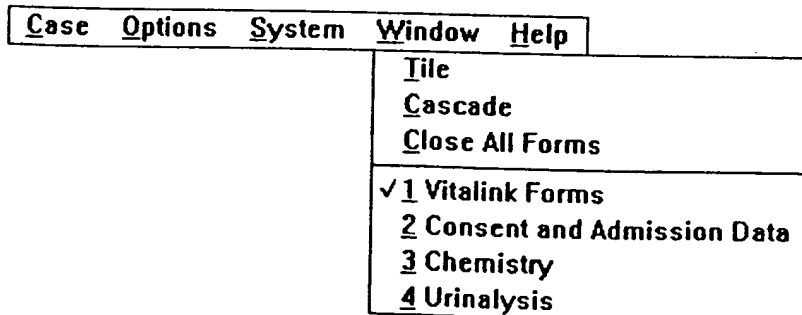 Case Options System Window Help
Tile
Cascade
Close All Forms
✓ 1 Vitalink Forms
2 Consent and Admission Data
3 Chemistry
4 Urinalysis